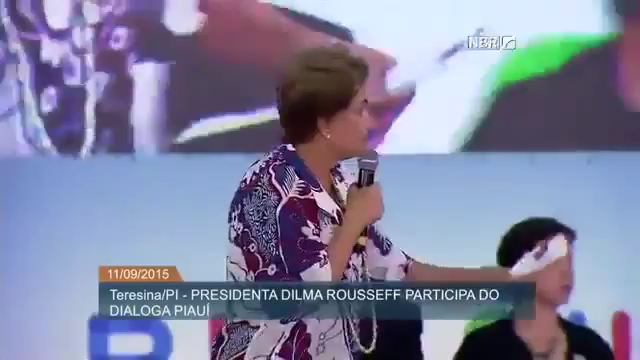 NBR
11/09/2015
Teresina/PI - PRESIDENTA DILMA ROUSSEFF PARTICIPA DO
DIALOGA PIAUÍ